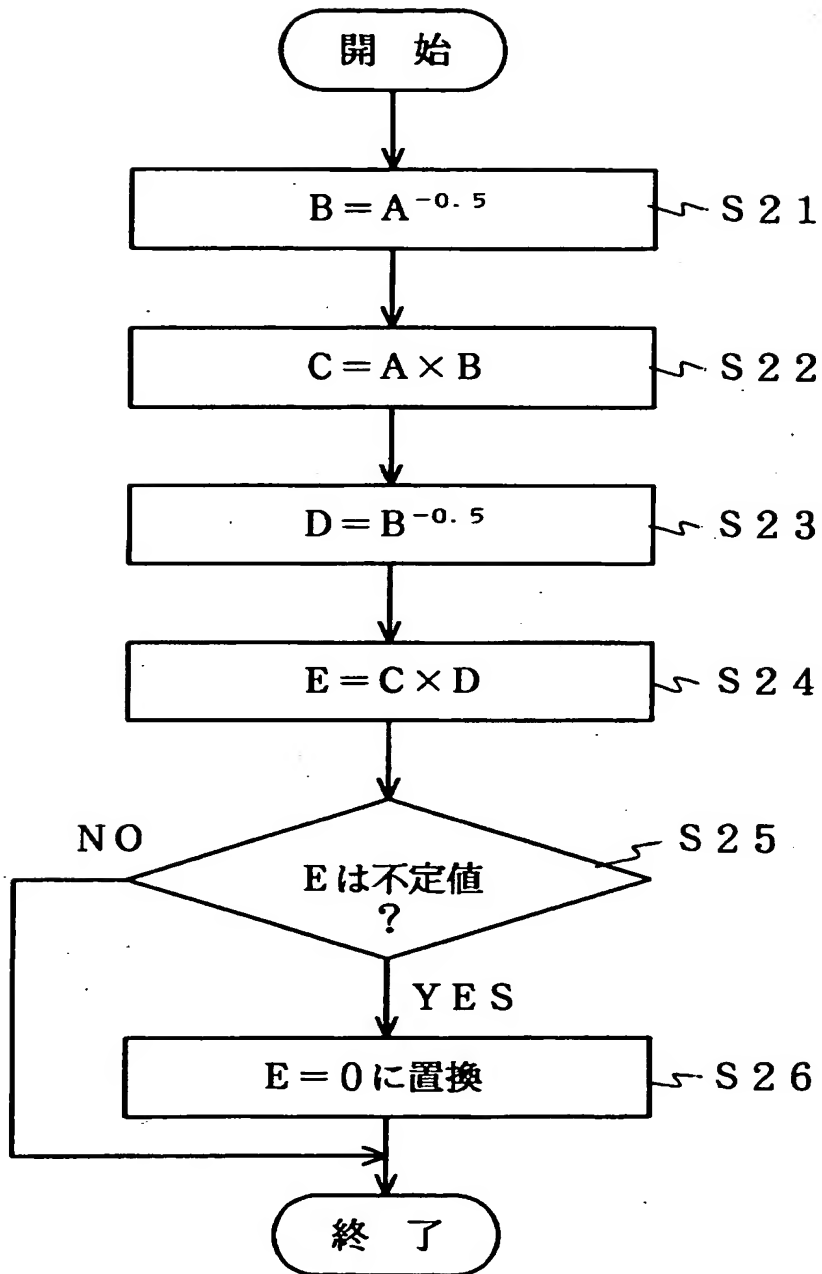 開 始
B=A^-0.5
S21
C=A×B
S22
D=B^-0.5
S23
E=C×D
S24
NO
S25
Eは不定値
?
YES
E=0に置換
S26
終 了